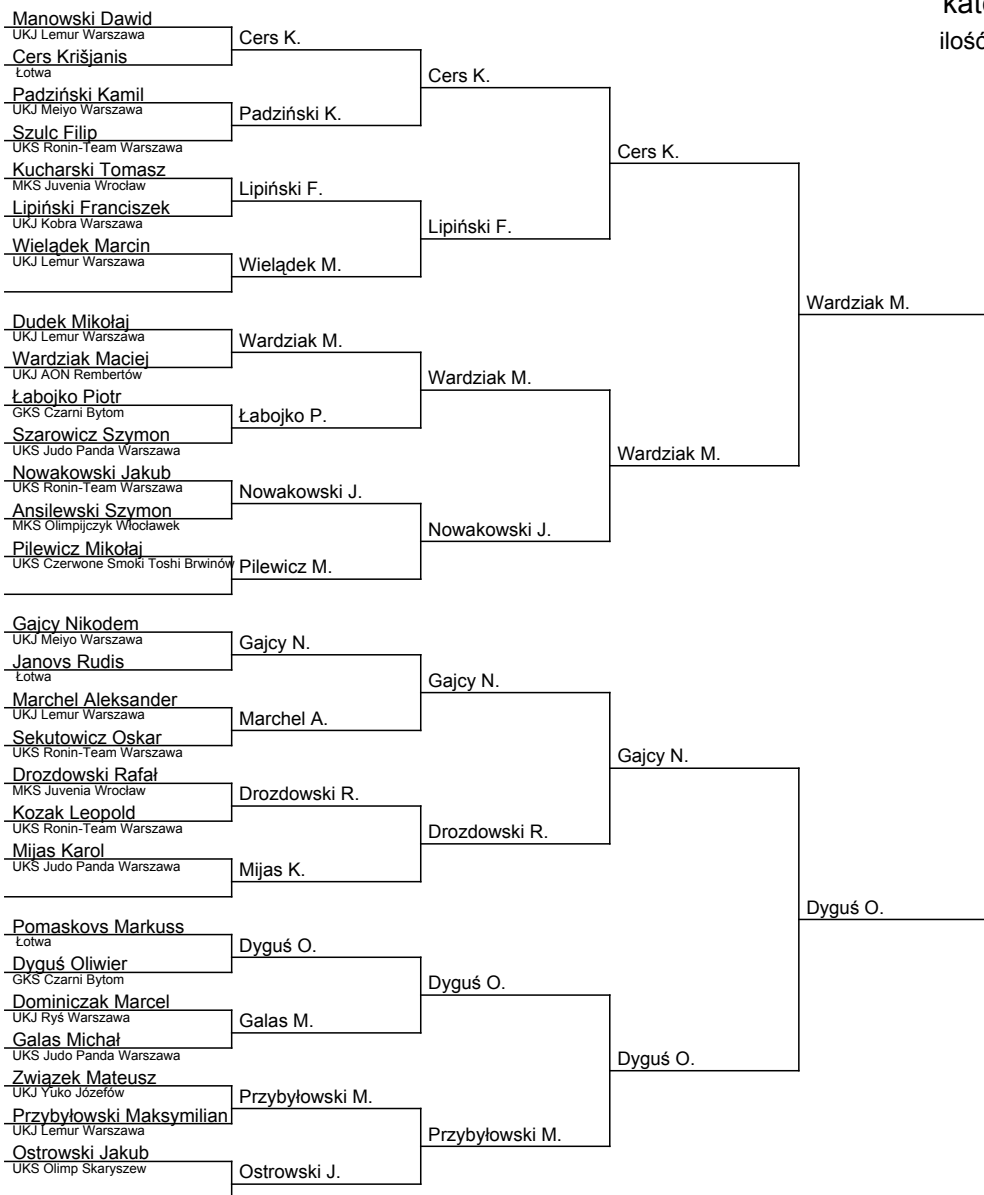 kat
ilość
Manowski Dawid
UKJ Lemur Warszawa
Cers K.
Cers Krišjanis
Łotwa
Cers K.
Padziński Kamil
UKJ Meiyo Warszawa
Padziński K.
Szulc Filip
UKS Ronin-Team Warszawa
Cers K.
Kucharski Tomasz
MKS Juvenia Wrocław
Lipiński F.
Lipiński Franciszek
UKJ Kobra Warszawa
Lipiński F.
Wielądek Marcin
UKJ Lemur Warszawa
Wielądek M.
Wardziak M.
Dudek Mikołaj
UKJ Lemur Warszawa
Wardziak M.
Wardziak Maciej
UKJ AON Rembertów
Wardziak M.
Łabojko Piotr
GKS Czarni Bytom
Łabojko P.
Szarowicz Szymon
UKS Judo Panda Warszawa
Wardziak M.
Nowakowski Jakub
UKS Ronin-Team Warszawa
Nowakowski J.
Ansilewski Szymon
MKS Olimpijczyk Włocławek
Nowakowski J.
Pilewicz Mikołaj
UKS Czerwone Smoki Toshi Brwinów
Pilewicz M.
Gajcy Nikodem
UKJ Meiyo Warszawa
Gajcy N.
Janovs Rudis
Łotwa
Gajcy N.
Marchel Aleksander
UKJ Lemur Warszawa
Marchel A.
Sekutowicz Oskar
UKS Ronin-Team Warszawa
Gajcy N.
Drozdowski Rafał
MKS Juvenia Wrocław
Drozdowski R.
Kozak Leopold
UKS Ronin-Team Warszawa
Drozdowski R.
Mijas Karol
UKS Judo Panda Warszawa
Mijas K.
Dyguś O.
Pomaskovs Markuss
Łotwa
Dyguś O.
Dyguś Oliwier
GKS Czarni Bytom
Dyguś O.
Dominiczak Marcel
UKJ Ryś Warszawa
Galas M.
Galas Michał
UKS Judo Panda Warszawa
Dyguś O.
Związek Mateusz
UKJ Yuko Józefów
Przybyłowski M.
Przybyłowski Maksymilian
UKJ Lemur Warszawa
Przybyłowski M.
Ostrowski Jakub
UKS Olimp Skaryszew
Ostrowski J.